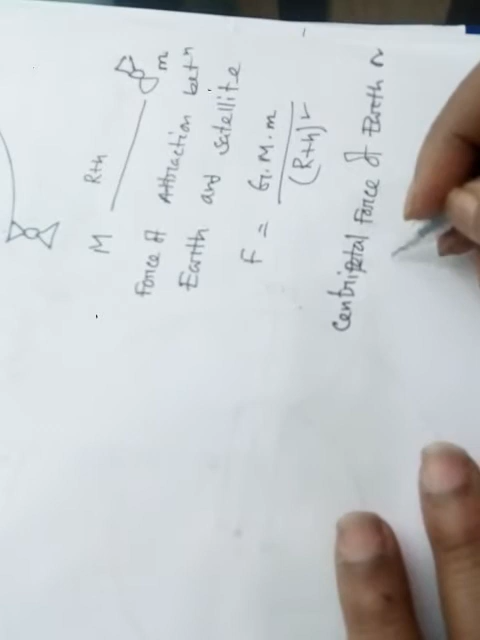 m
R+h
M
Force of Attraction betn
Earth and satellite
F = G.M.m
(R+h)2
Centripetal Force of Earth